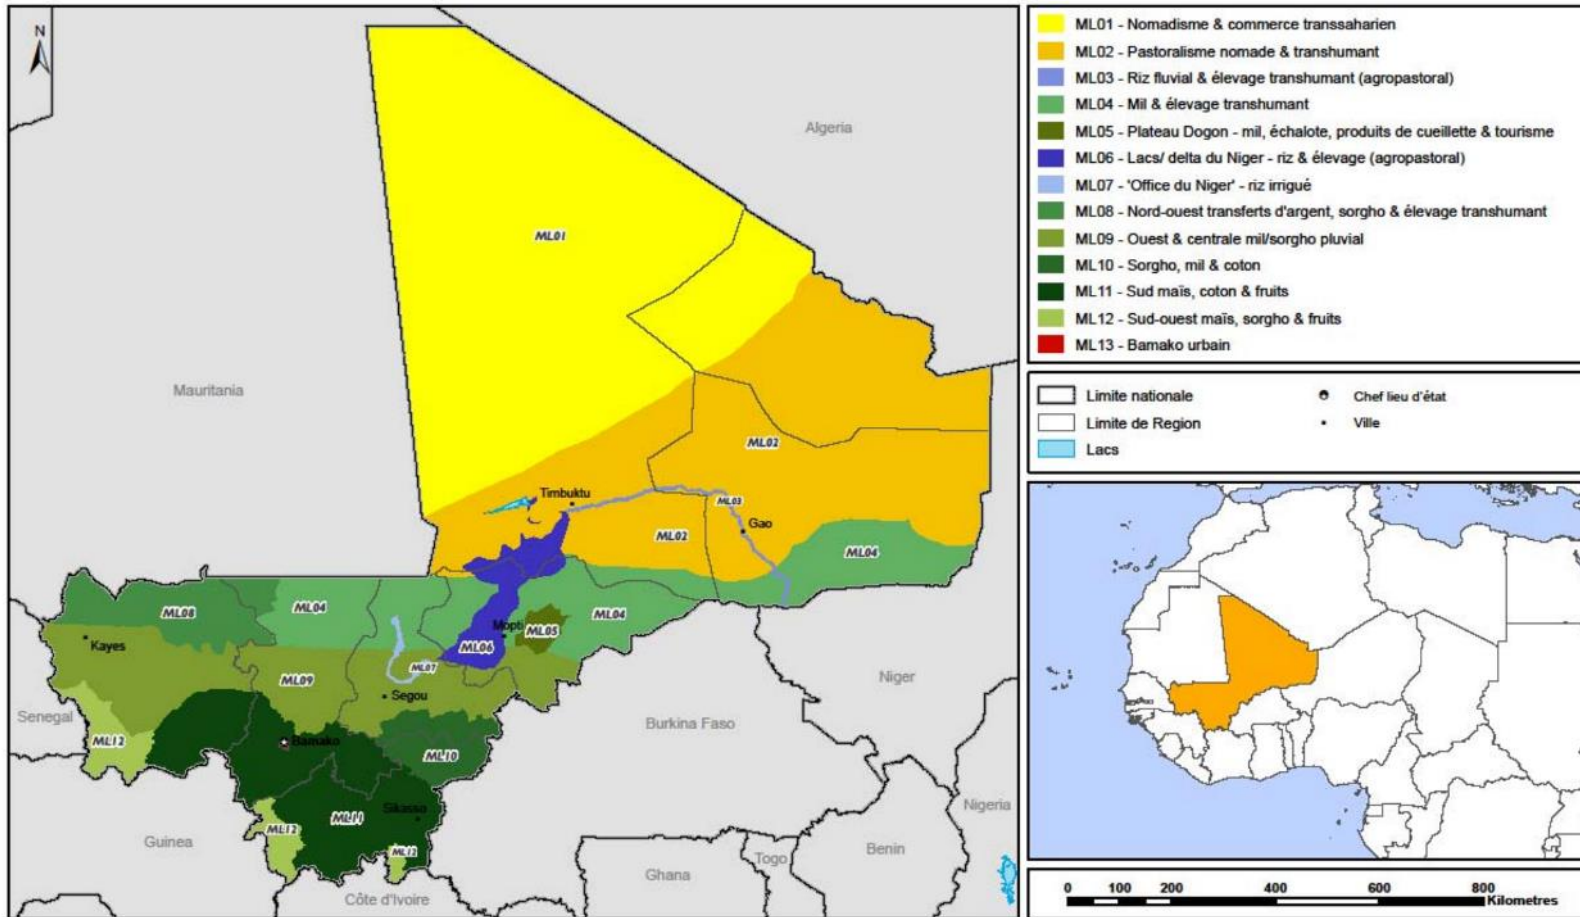 N
Algeria
ML01
Mauritania
ML02
Timbuktu
ML03
Gao
ML02
ML04
ML08
ML04
ML04
Mopti
ML05
Kayes
ML06
ML07
ML09
Segou
Niger
Senegal
Burkina Faso
ML12
Bamako
ML10
Nigeria
Sikasso
ML11
ML12
Guinea
ML12
Benin
Togo
Ghana
Côte d'Ivoire
ML01 - Nomadisme & commerce transsaharien
ML02 - Pastoralisme nomade & transhumant
ML03 - Riz fluvial & élevage transhumant (agropastoral)
ML04 - Mil & élevage transhumant
ML05 - Plateau Dogon - mil, échalote, produits de cueillette & tourisme
ML06 - Lacs/ delta du Niger - riz & élevage (agropastoral)
ML07 - 'Office du Niger' - riz irrigué
ML08 - Nord-ouest transferts d'argent, sorgho & élevage transhumant
ML09 - Ouest & centrale mil/sorgho pluvial
ML10 - Sorgho, mil & coton
ML11 - Sud maïs, coton & fruits
ML12 - Sud-ouest maïs, sorgho & fruits
ML13 - Bamako urbain
Limite nationale
Chef lieu d'état
Limite de Region
Ville
Lacs
0 100 200 400 600 800
Kilometres